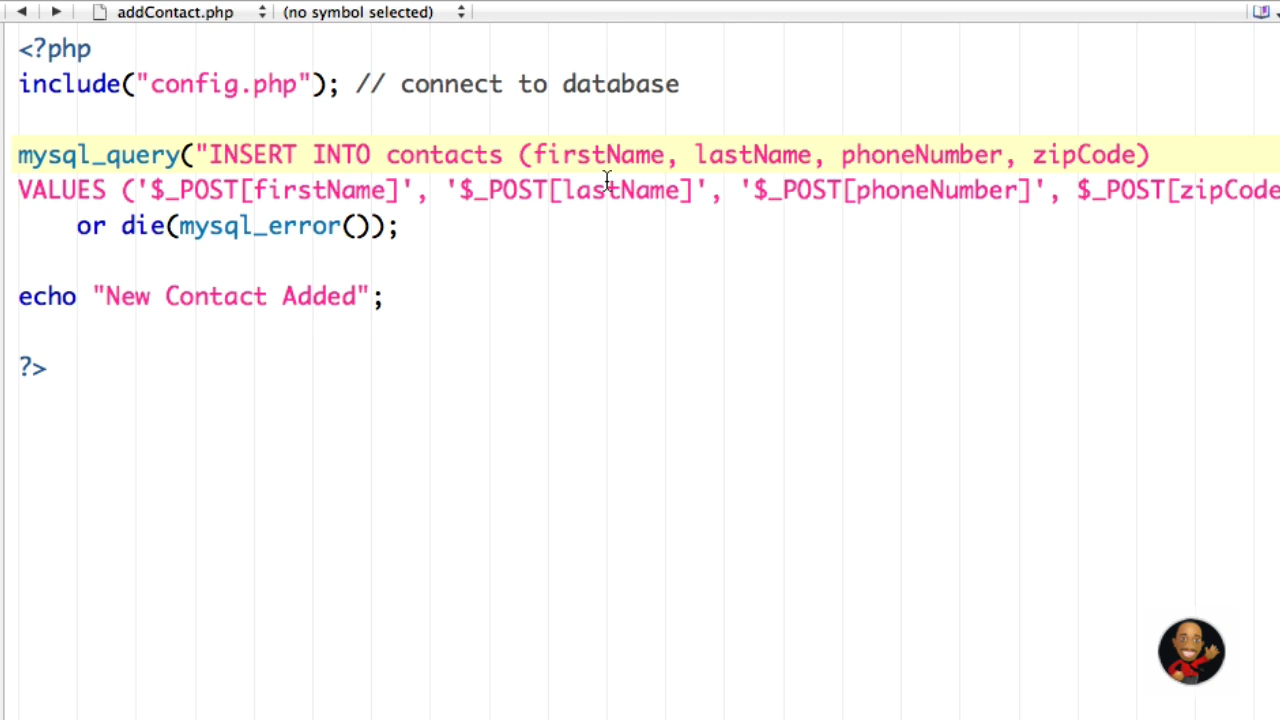 addContact.php (no symbol selected)
<?php
include("config.php"); // connect to database
mysql_query("INSERT INTO contacts (firstName, lastName, phoneNumber, zipCode)
VALUES ('$_POST[firstName]', '$_POST[lastName]', '$_POST[phoneNumber]', $_POST[zipCode
or die(mysql_error());
echo "New Contact Added";
?>